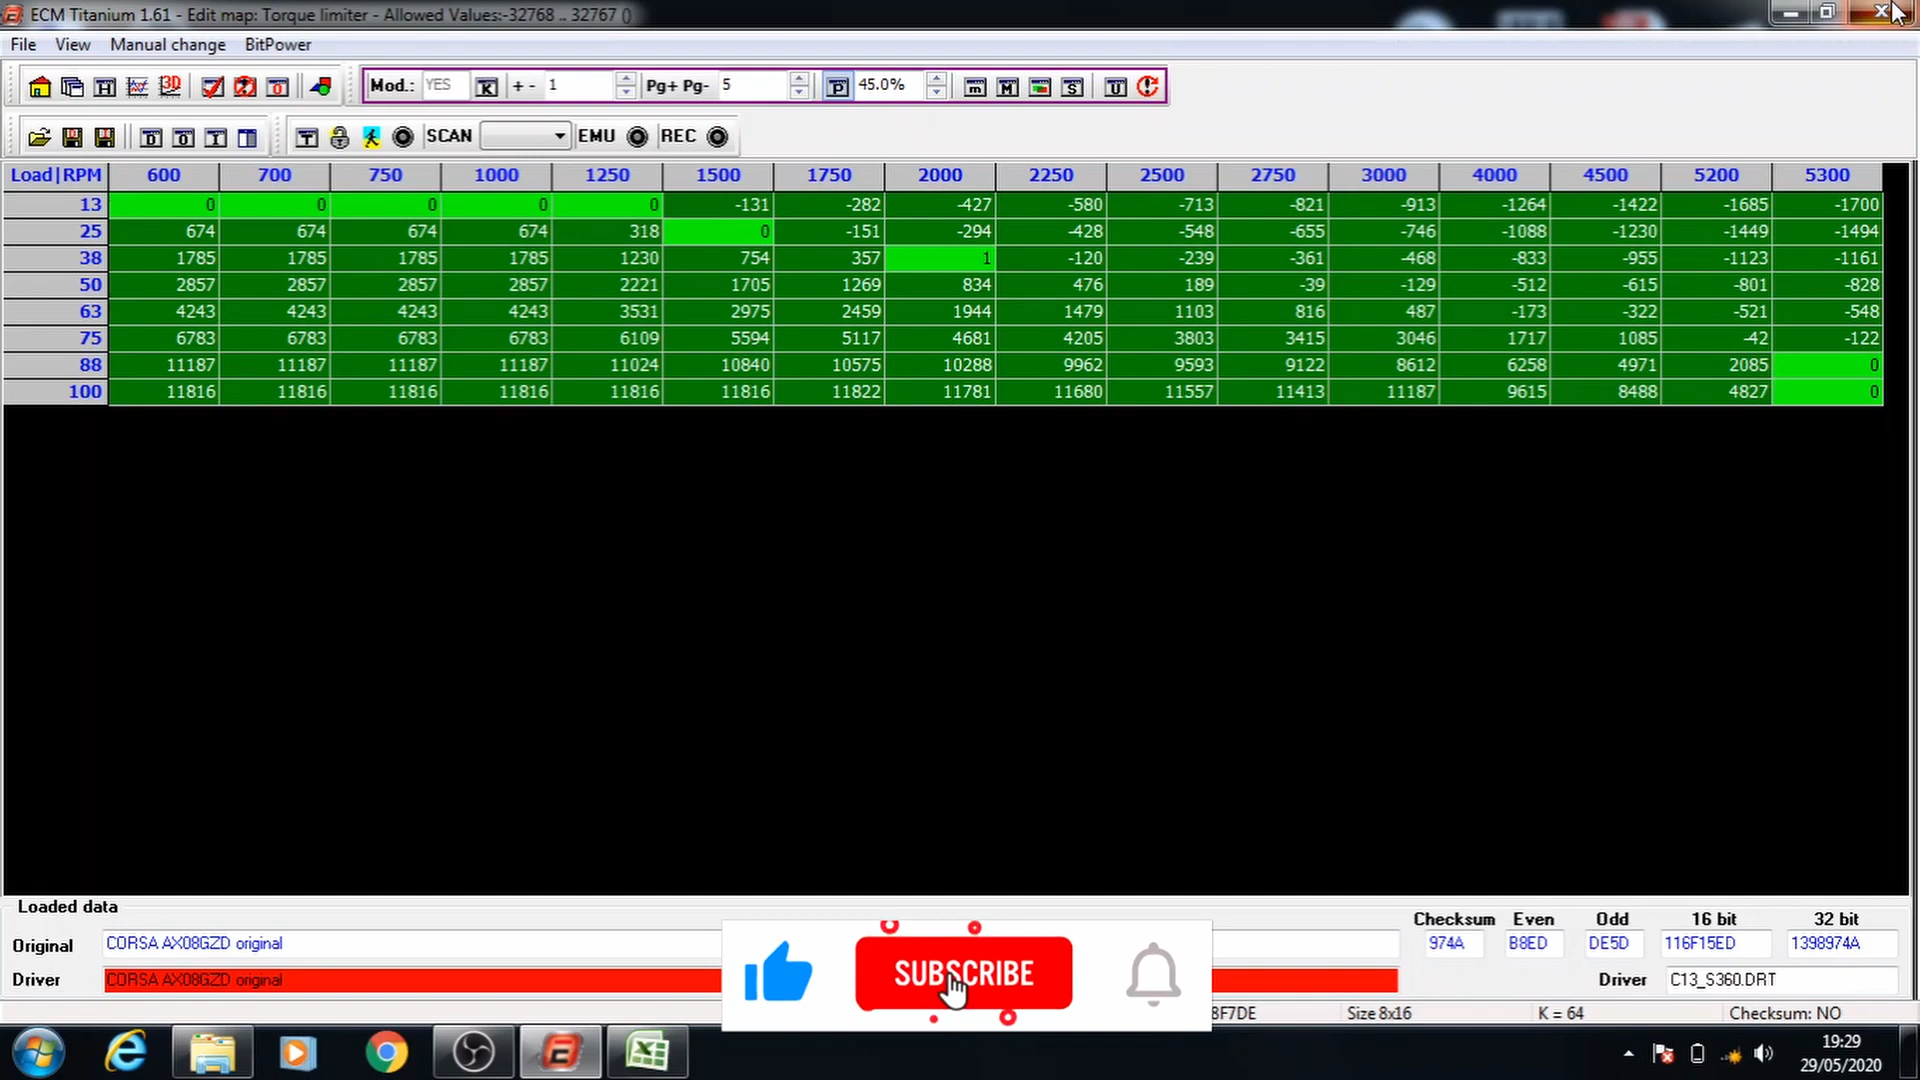 ECM Titanium 1.61 - Edit map: Torque limiter - Allowed Values:-32768 .. 32767 ()
File View Manual change BitPower
Mod.: YES K + - 1 Pg+ Pg- 5 P 45.0% m M S U
H 3D O
D O I T SCAN EMU REC
Load|RPM 600 700 750 1000 1250 1500 1750 2000 2250 2500 2750 3000 4000 4500 5200 5300
13 0 0 0 0 0 -131 -282 -427 -580 -713 -821 -913 -1264 -1422 -1685 -1700
25 674 674 674 674 318 0 -151 -294 -428 -548 -655 -746 -1088 -1230 -1449 -1494
38 1785 1785 1785 1785 1230 754 357 1 -120 -239 -361 -468 -833 -955 -1123 -1161
50 2857 2857 2857 2857 2221 1705 1269 834 476 189 -39 -129 -512 -615 -801 -828
63 4243 4243 4243 4243 3531 2975 2459 1944 1479 1103 816 487 -173 -322 -521 -548
75 6783 6783 6783 6783 6109 5594 5117 4681 4205 3803 3415 3046 1717 1085 -42 -122
88 11187 11187 11187 11187 11024 10840 10575 10288 9962 9593 9122 8612 6258 4971 2085 0
100 11816 11816 11816 11816 11816 11816 11822 11781 11680 11557 11413 11187 9615 8488 4827 0
Loaded data
Checksum Even Odd 16 bit 32 bit
Original CORSA AX08GZD original 974A B8ED DE5D 116F15ED 1398974A
Driver CORSA AX08GZD original Driver C13_S360.DRT
SUBSCRIBE
8F7DE Size 8x16 K = 64 Checksum: NO
19:29
29/05/2020